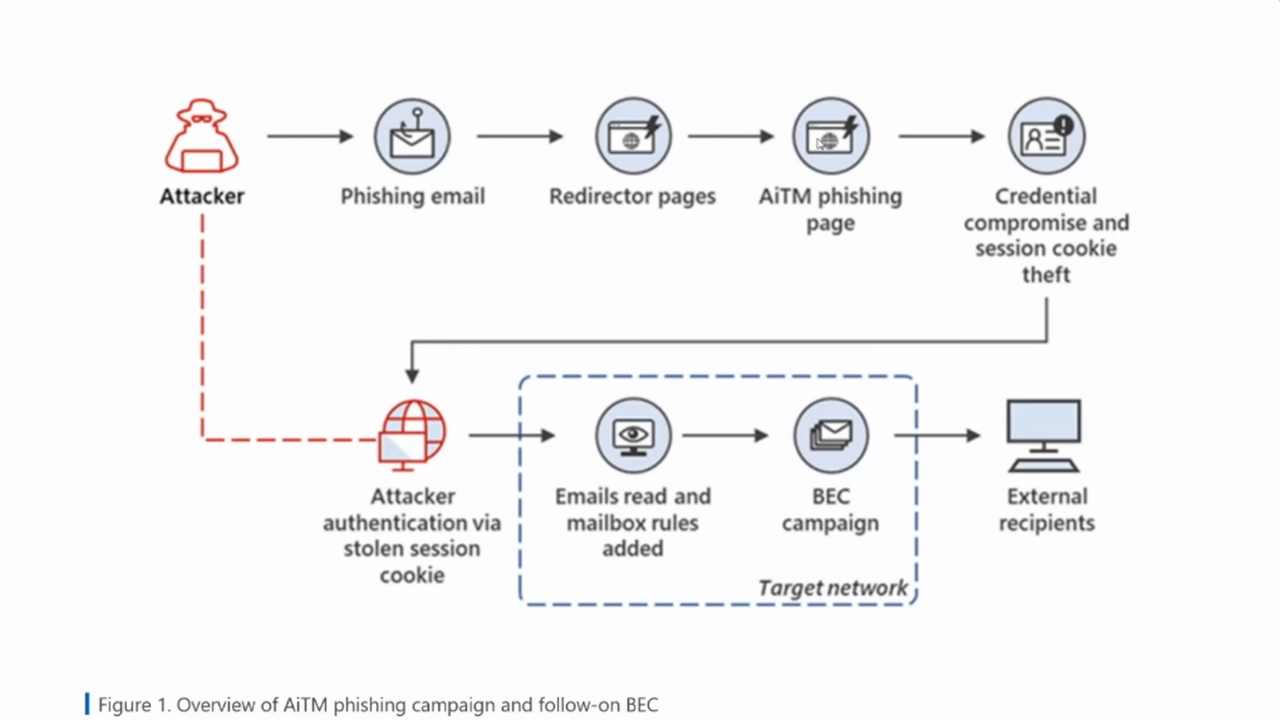 Attacker
Phishing email
Redirector pages
AiTM phishing
page
Credential
compromise and
session cookie
theft
Attacker
authentication via
stolen session
cookie
Emails read and
mailbox rules
added
BEC
campaign
Target network
External
recipients
Figure 1. Overview of AiTM phishing campaign and follow-on BEC